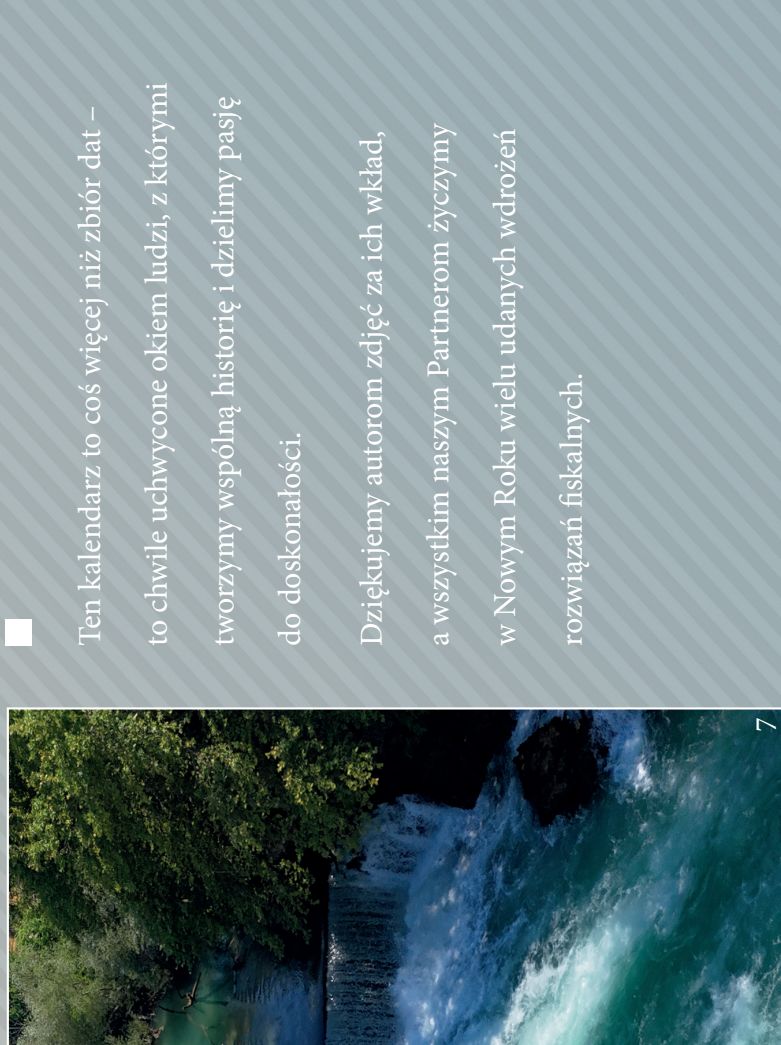 Ten kalendarz to coś więcej niż zbiór dat –
to chwile uchwycone okiem ludzi, z którymi
tworzymy wspólną historię i dzielimy pasję
do doskonałości.
Dziękujemy autorom zdjęć za ich wkład,
a wszystkim naszym Partnerom życzymy
w Nowym Roku wielu udanych wdrożeń
rozwiązań fiskalnych.
7